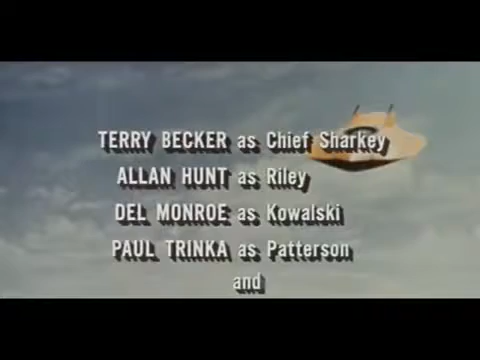 TERRY BECKER as Chief Sharkey
ALLAN HUNT as Riley
DEL MONROE as Kowalski
PAUL TRINKA as Patterson
and